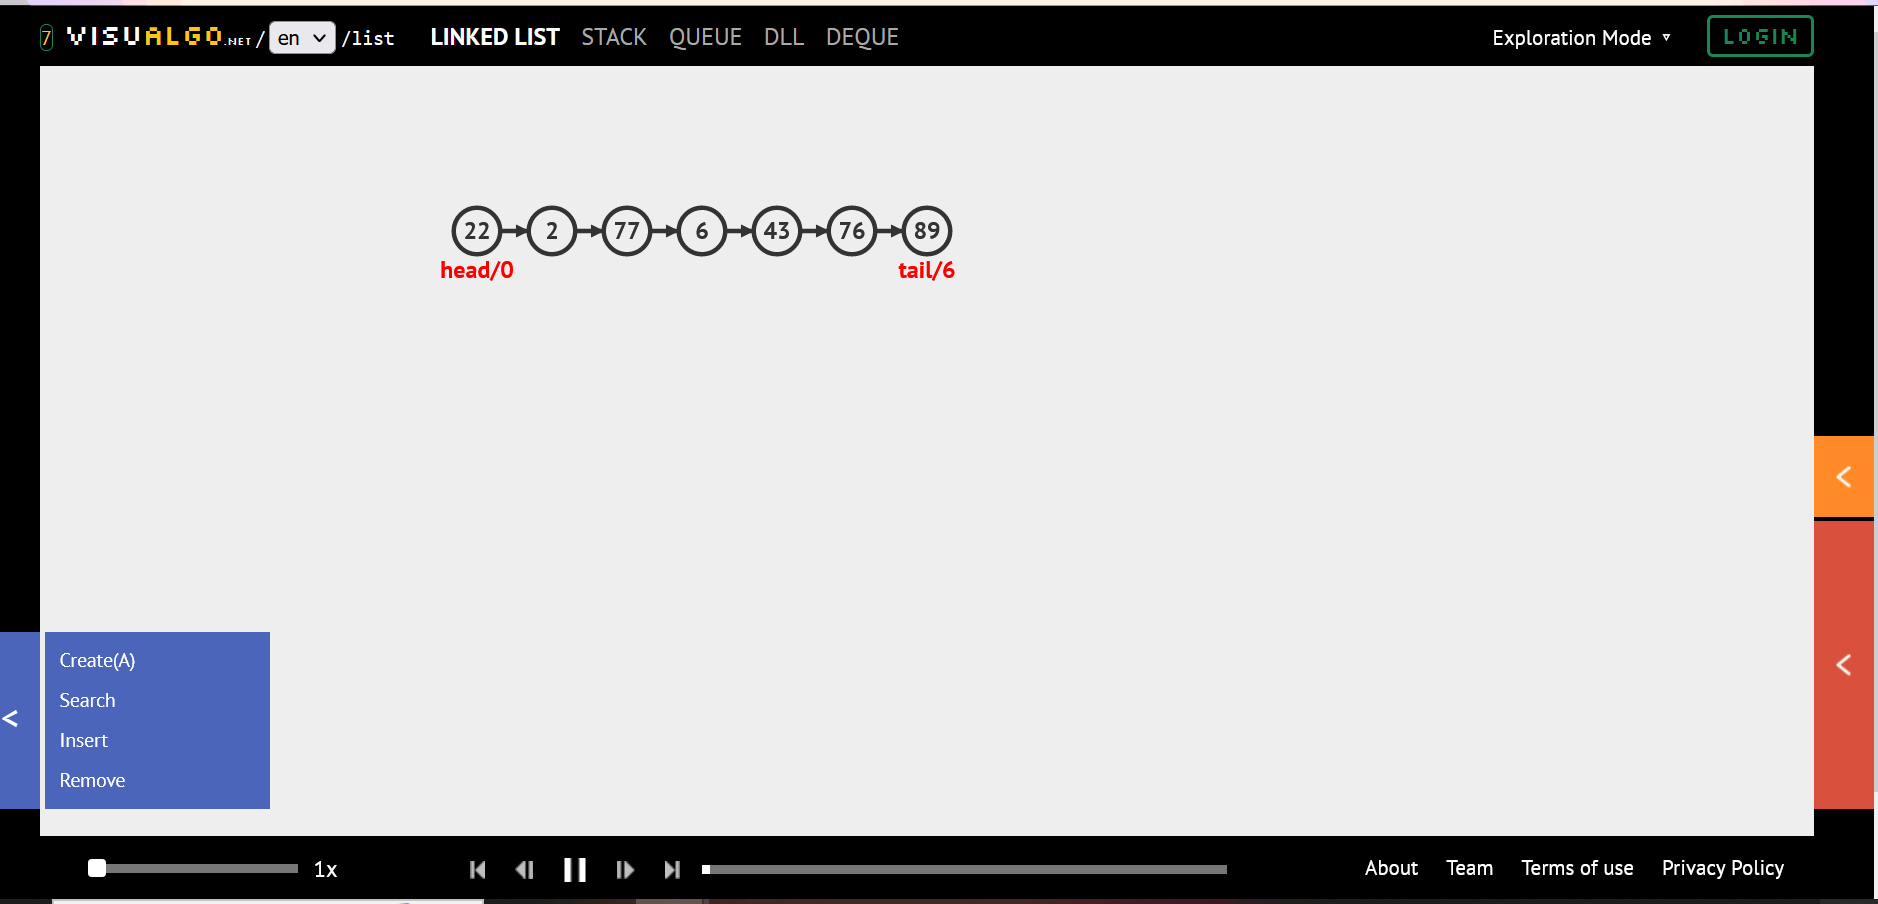 7 VISUALGO.NET / en /list LINKED LIST STACK QUEUE DLL DEQUE Exploration Mode ▿ LOGIN
22 2 77 6 43 76 89
head/0 tail/6
Create(A)
Search
Insert
Remove
1x About Team Terms of use Privacy Policy